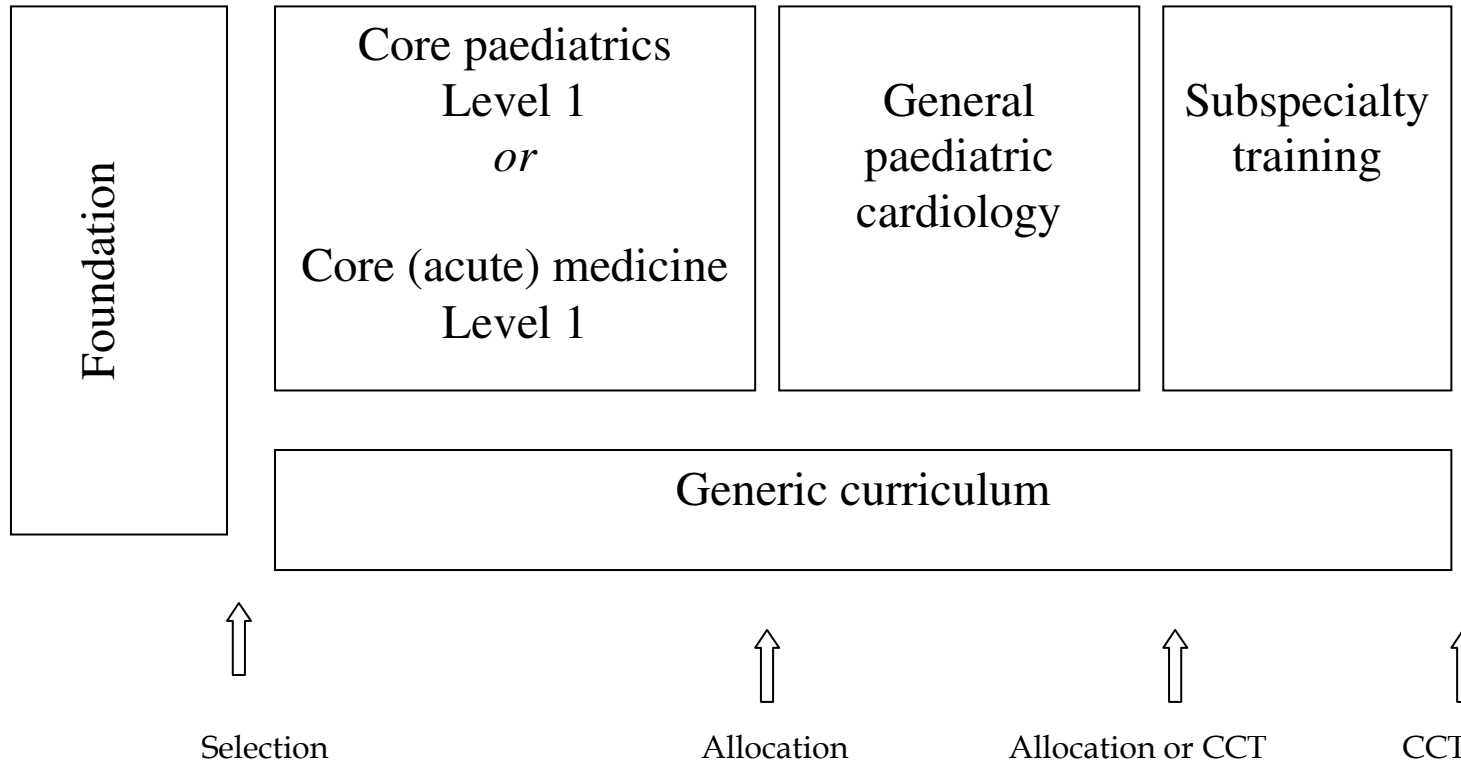 Foundation
Core paediatrics
Level 1
or
Core (acute) medicine
Level 1
General
paediatric
cardiology
Subspecialty
training
Generic curriculum
Selection
Allocation
Allocation or CCT
CCT